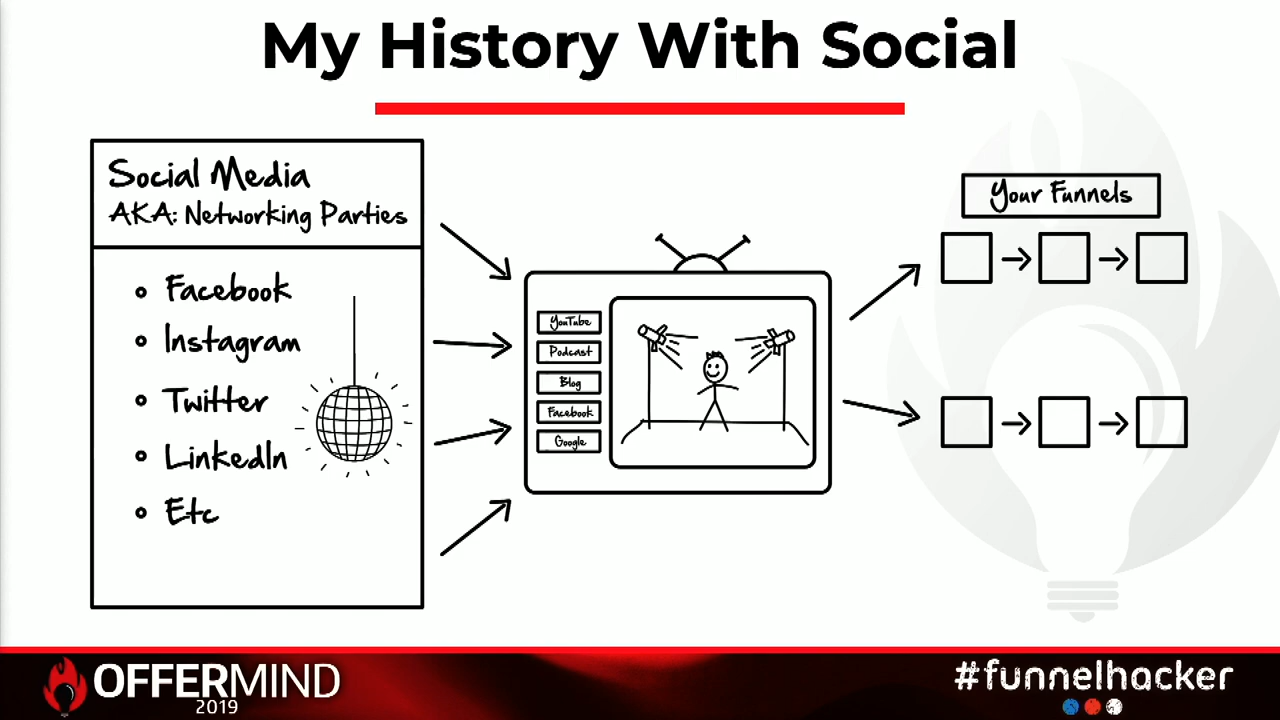 My History With Social
Social Media
AKA: Networking Parties
Facebook
Instagram
Twitter
LinkedIn
Etc
YouTube
Podcast
Blog
Facebook
Google
Your Funnels
OFFERMIND
2019
#funnelhacker